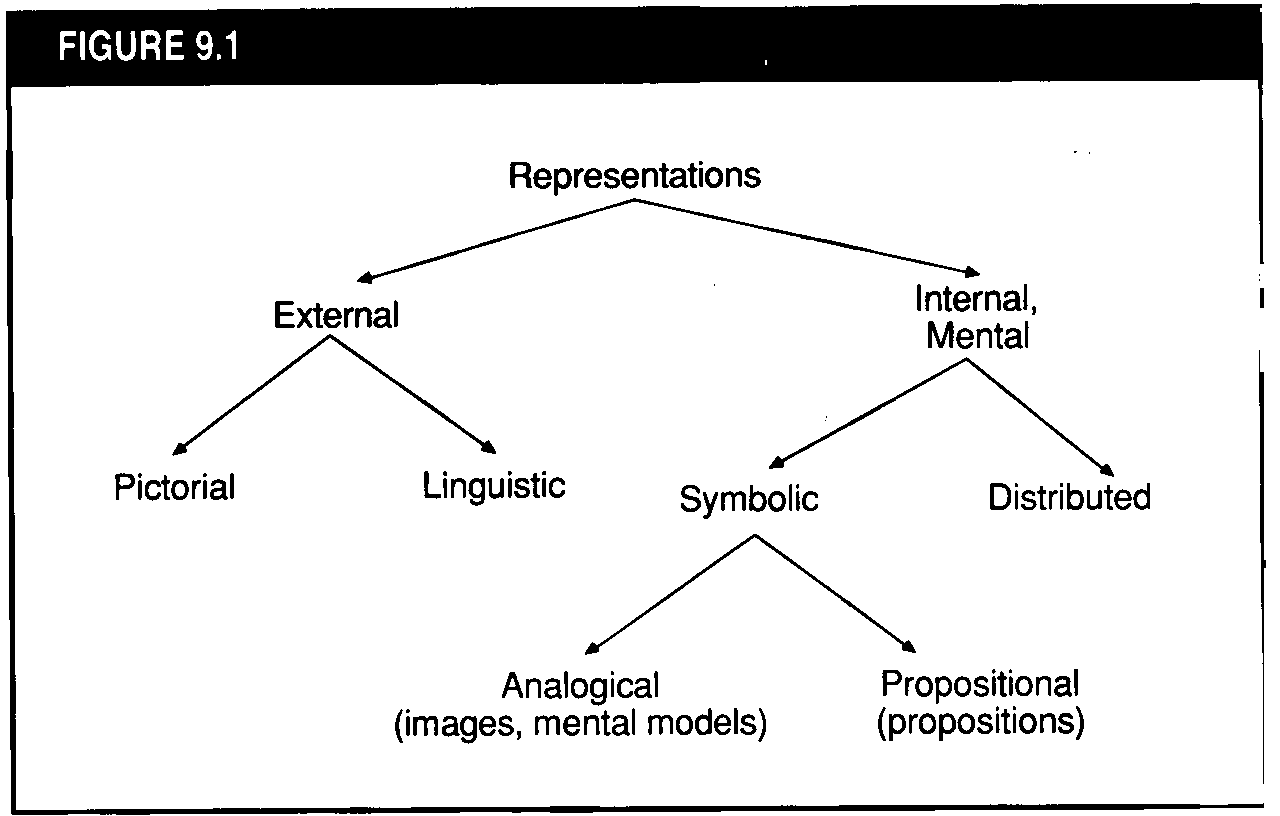 FIGURE 9.1
Representations
External
Internal,
Mental
Pictorial
Linguistic
Symbolic
Distributed
Analogical
(images, mental models)
Propositional
(propositions)